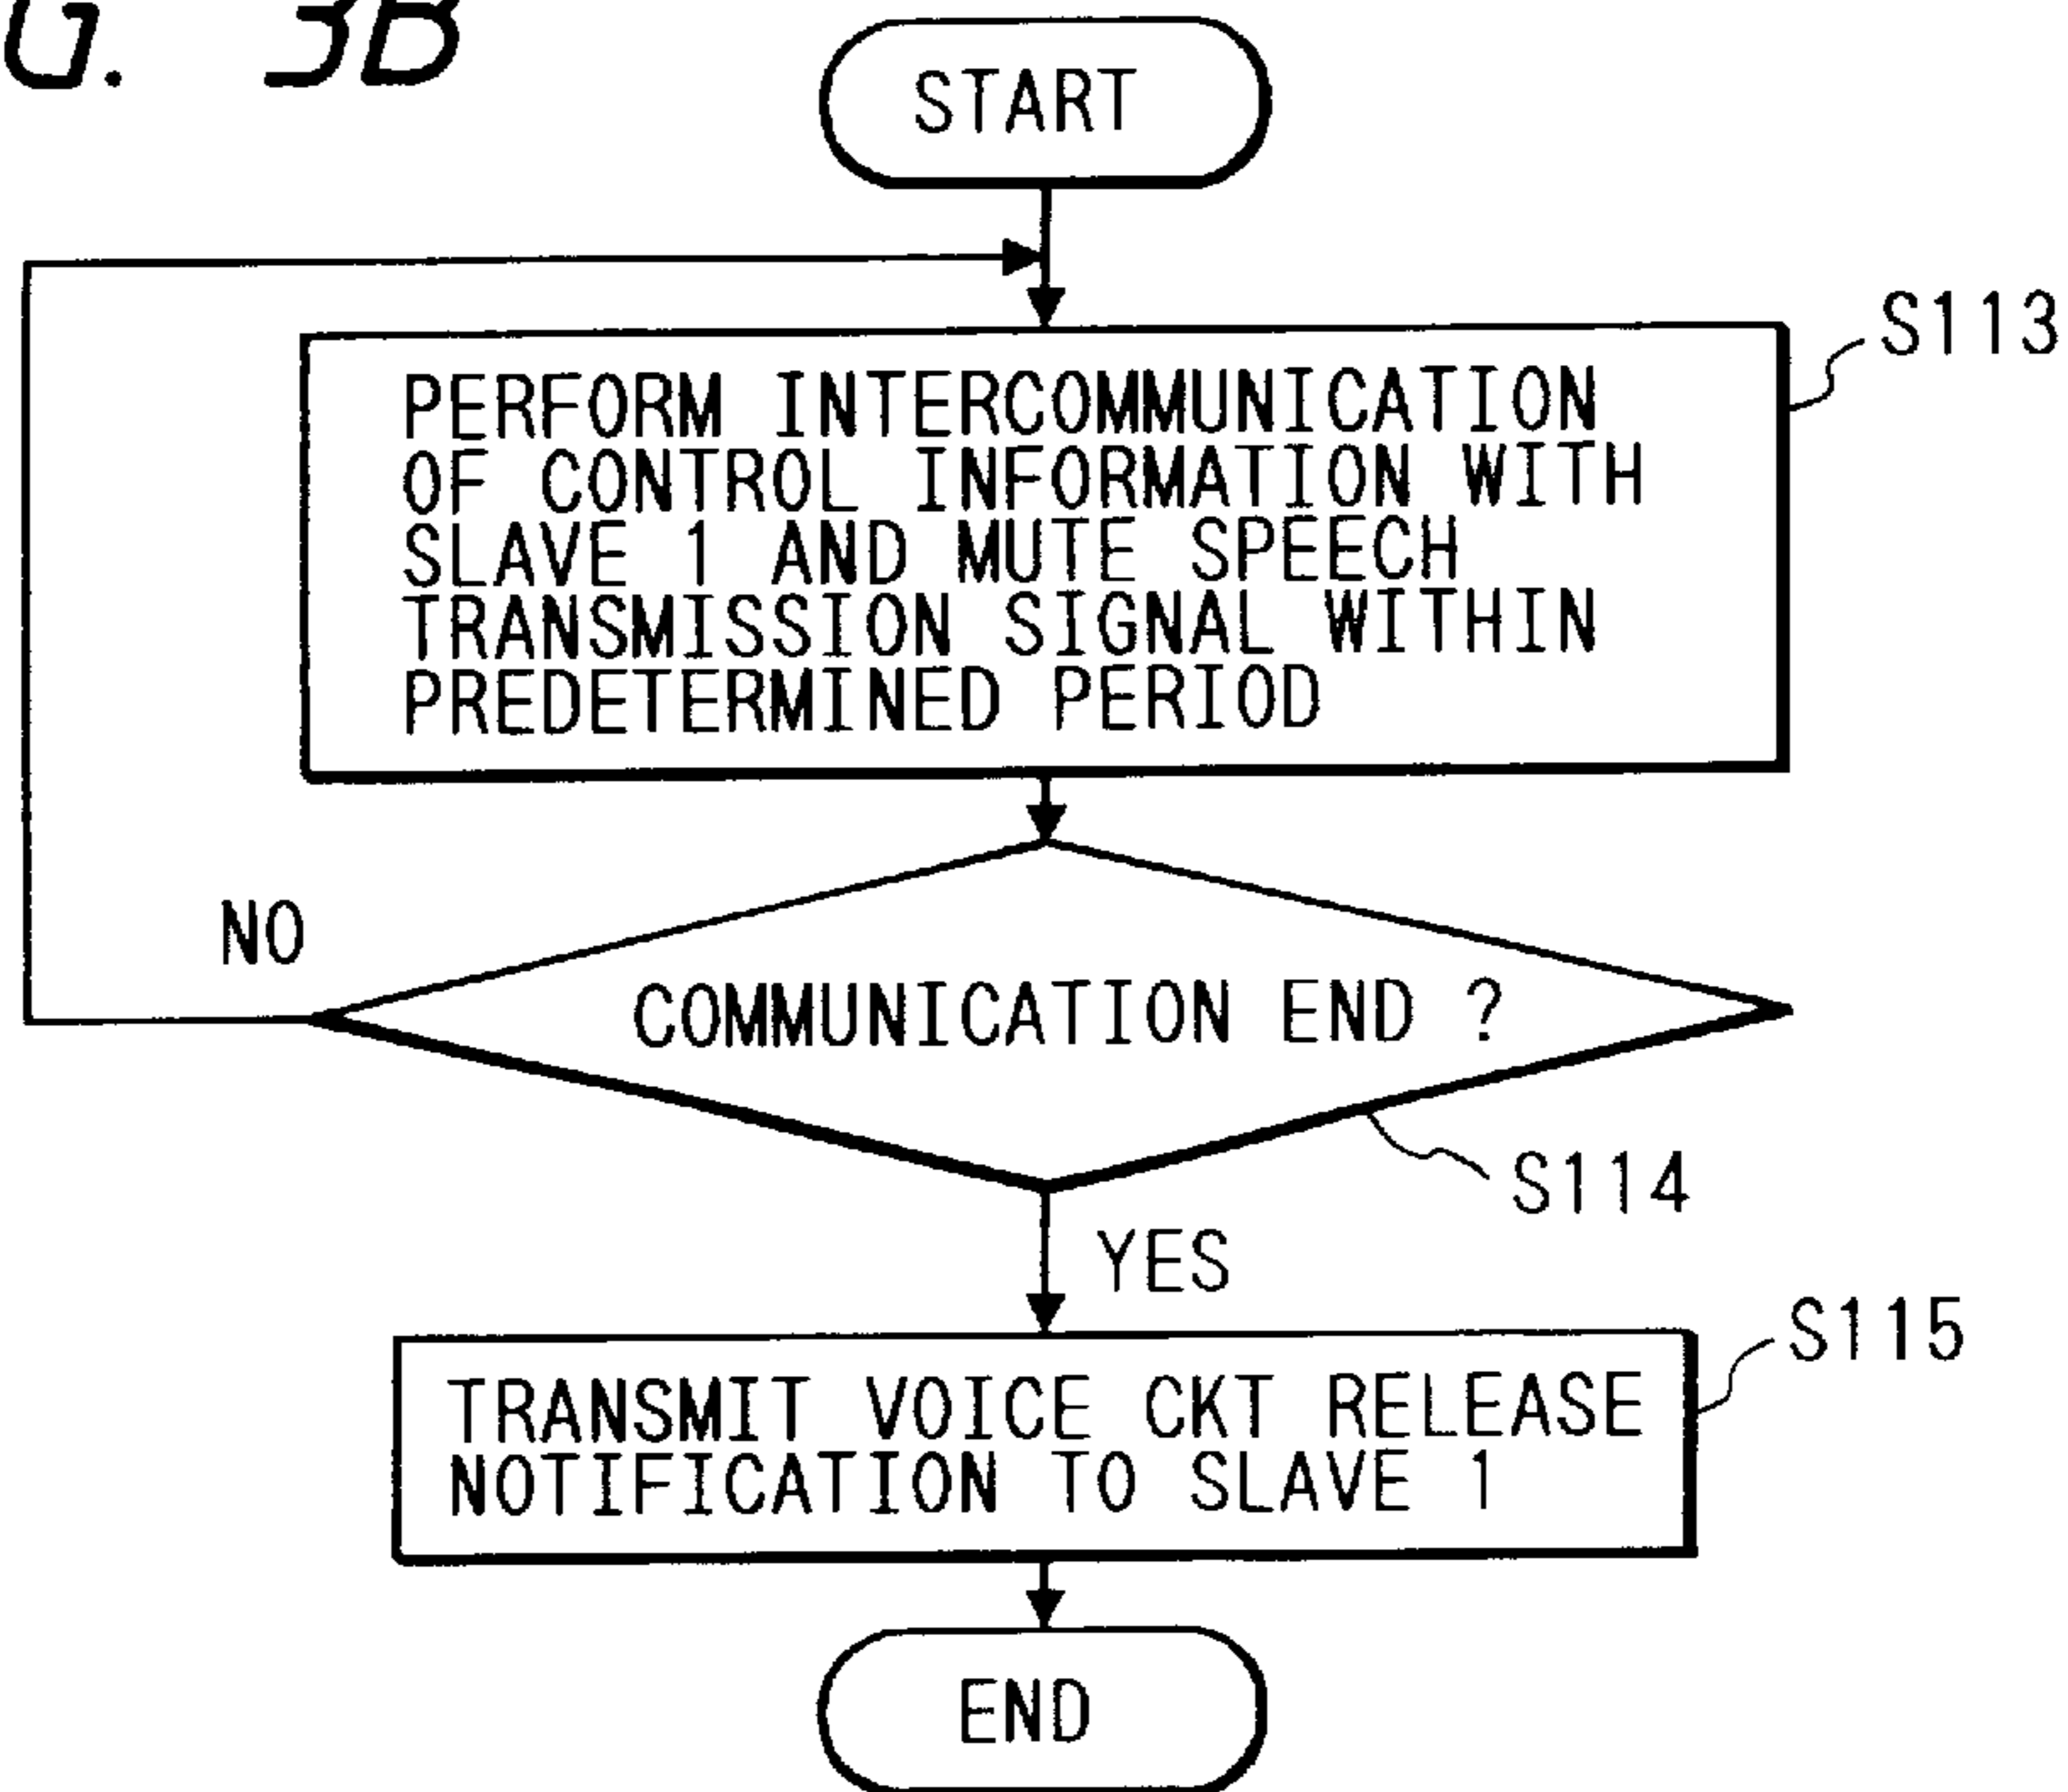 G. 3B
START
S113
PERFORM INTERCOMMUNICATION
OF CONTROL INFORMATION WITH
SLAVE 1 AND MUTE SPEECH
TRANSMISSION SIGNAL WITHIN
PREDETERMINED PERIOD
NO
COMMUNICATION END ?
S114
YES
S115
TRANSMIT VOICE CKT RELEASE
NOTIFICATION TO SLAVE 1
END